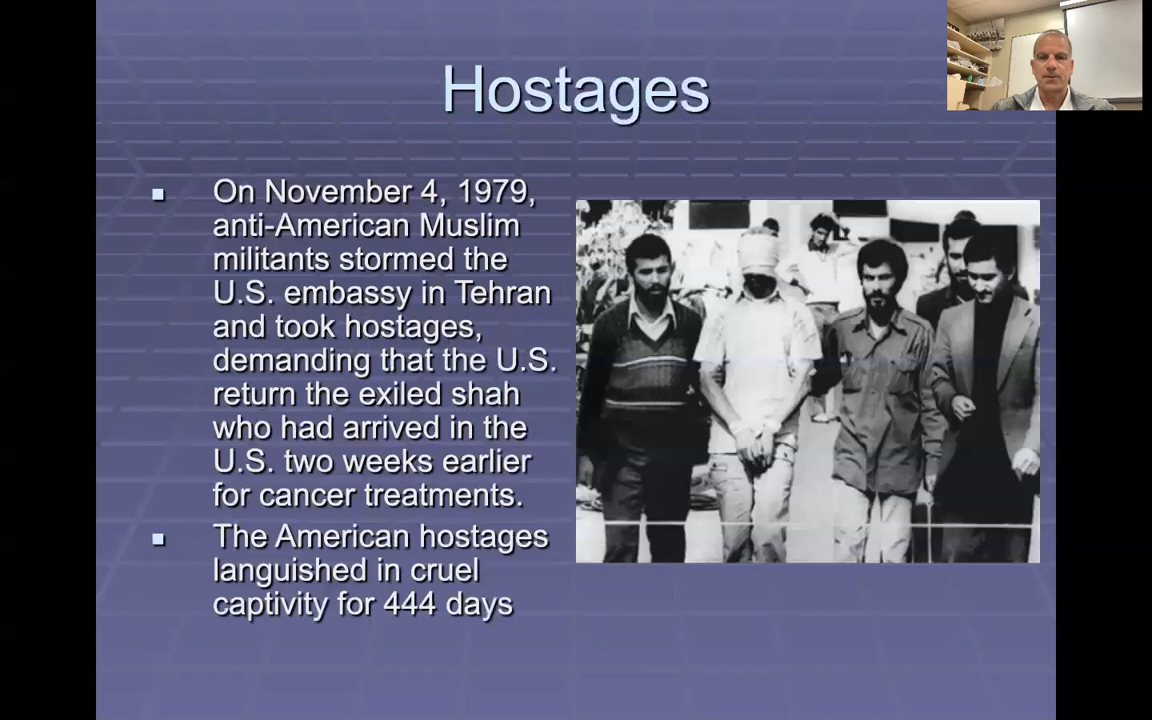 Hostages
On November 4, 1979,
anti-American Muslim
militants stormed the
U.S. embassy in Tehran
and took hostages,
demanding that the U.S.
return the exiled shah
who had arrived in the
U.S. two weeks earlier
for cancer treatments.
The American hostages
languished in cruel
captivity for 444 days